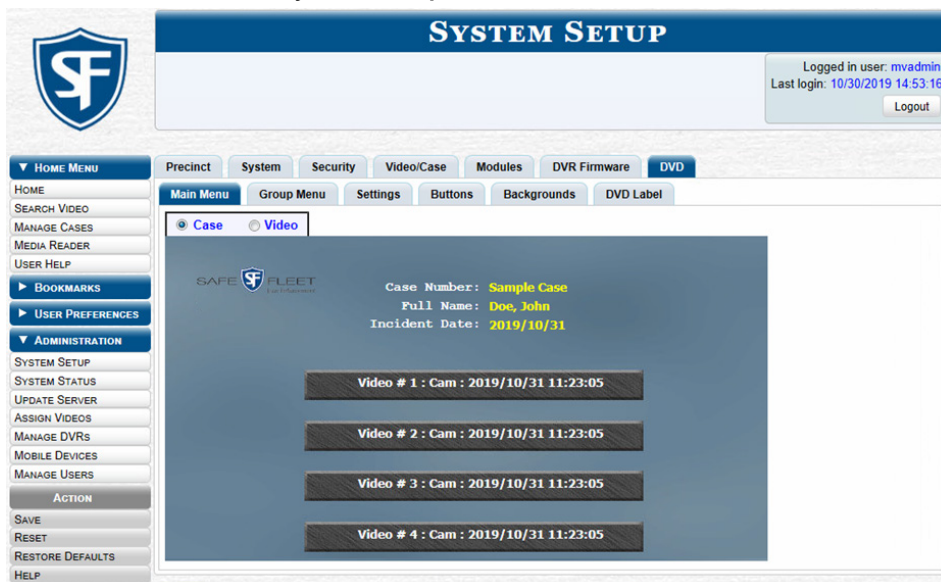 SYSTEM SETUP
SF
Logged in user: mvadmin
Last login: 10/30/2019 14:53:16
Logout
▼ HOME MENU
HOME
SEARCH VIDEO
MANAGE CASES
MEDIA READER
USER HELP
► BOOKMARKS
► USER PREFERENCES
▼ ADMINISTRATION
SYSTEM SETUP
SYSTEM STATUS
UPDATE SERVER
ASSIGN VIDEOS
MANAGE DVRS
MOBILE DEVICES
MANAGE USERS
ACTION
SAVE
RESET
RESTORE DEFAULTS
HELP
Precinct System Security Video/Case Modules DVR Firmware DVD
Main Menu Group Menu Settings Buttons Backgrounds DVD Label
Case Video
SAFE SF FLEET
Case Number: Sample Case
Full Name: Doe, John
Incident Date: 2019/10/31
Video # 1 : Cam : 2019/10/31 11:23:05
Video # 2 : Cam : 2019/10/31 11:23:05
Video # 3 : Cam : 2019/10/31 11:23:05
Video # 4 : Cam : 2019/10/31 11:23:05